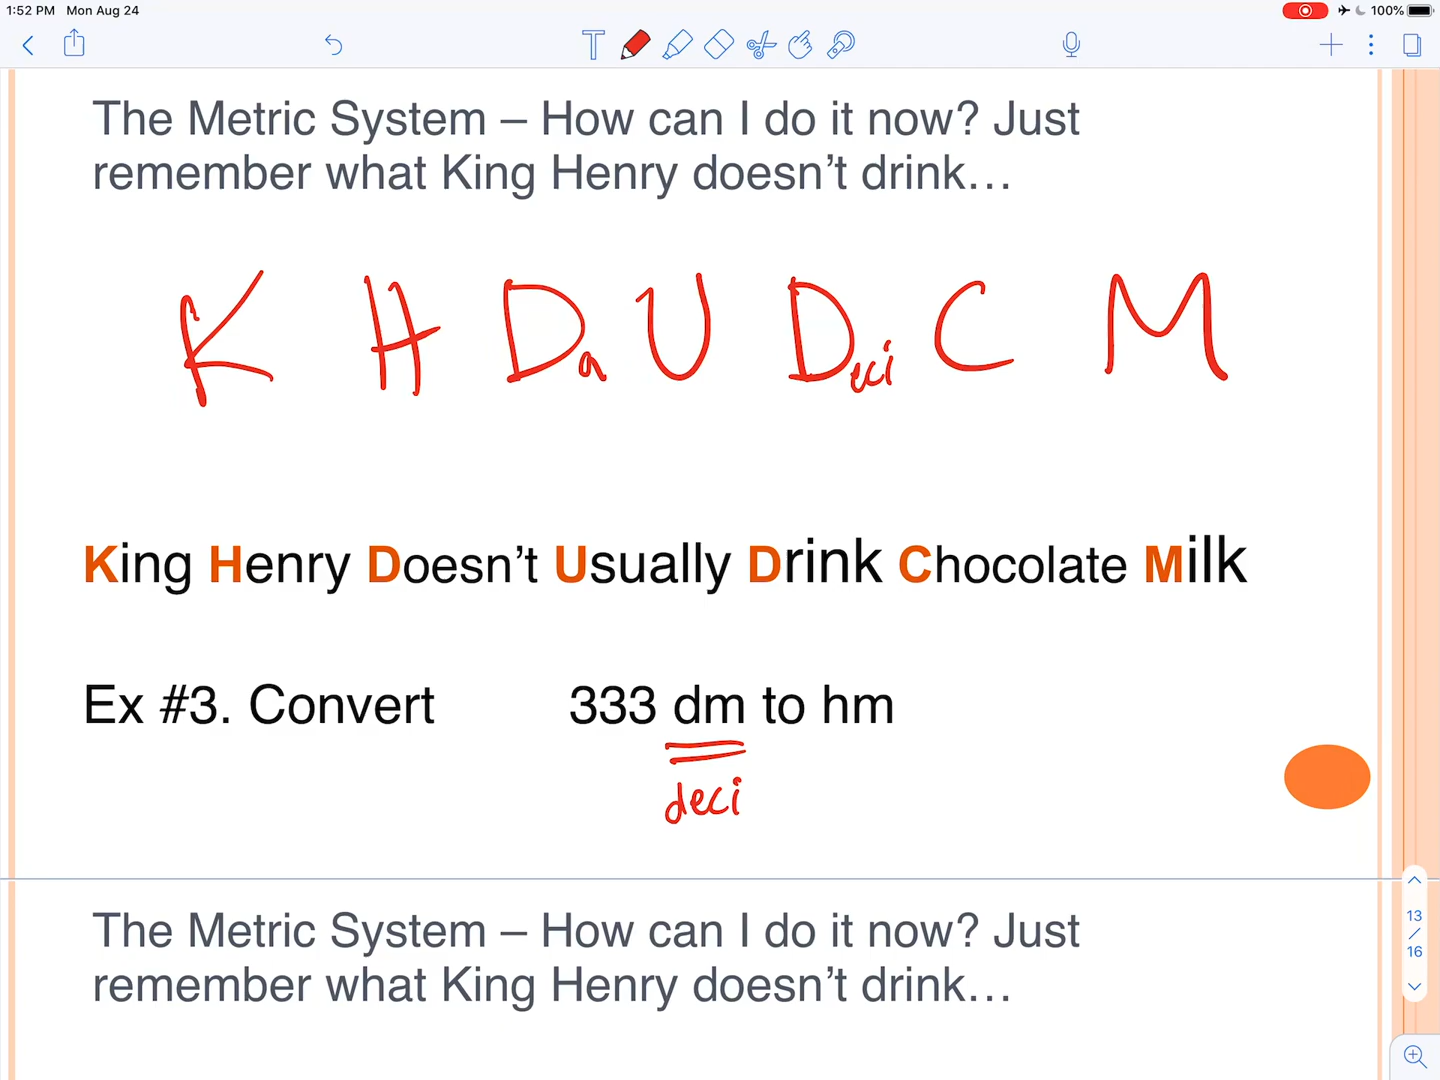 1:52 PM Mon Aug 24
100%
T
The Metric System – How can I do it now? Just
remember what King Henry doesn’t drink…
K H Da U Deci C M
King Henry Doesn’t Usually Drink Chocolate Milk
Ex #3. Convert 333 dm to hm
deci
The Metric System – How can I do it now? Just
remember what King Henry doesn’t drink…
13
/
16